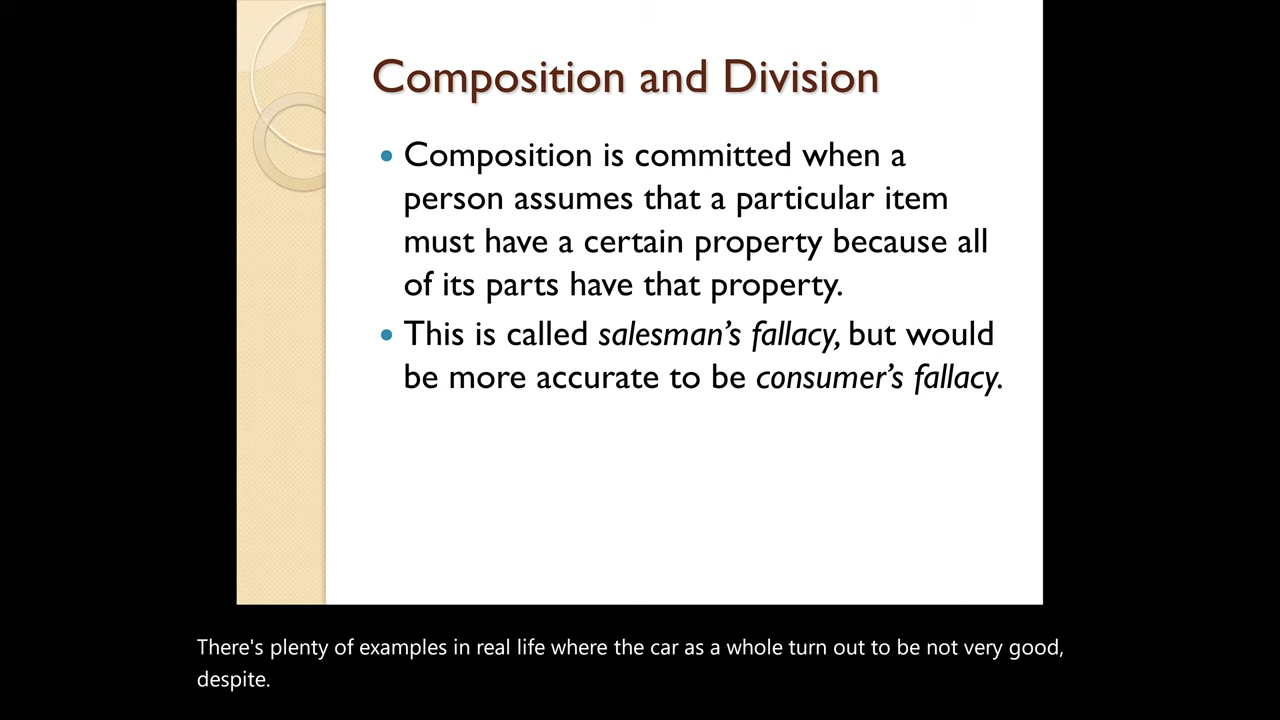 Composition and Division
• Composition is committed when a
person assumes that a particular item
must have a certain property because all
of its parts have that property.
• This is called salesman’s fallacy, but would
be more accurate to be consumer’s fallacy.
There's plenty of examples in real life where the car as a whole turn out to be not very good,
despite.